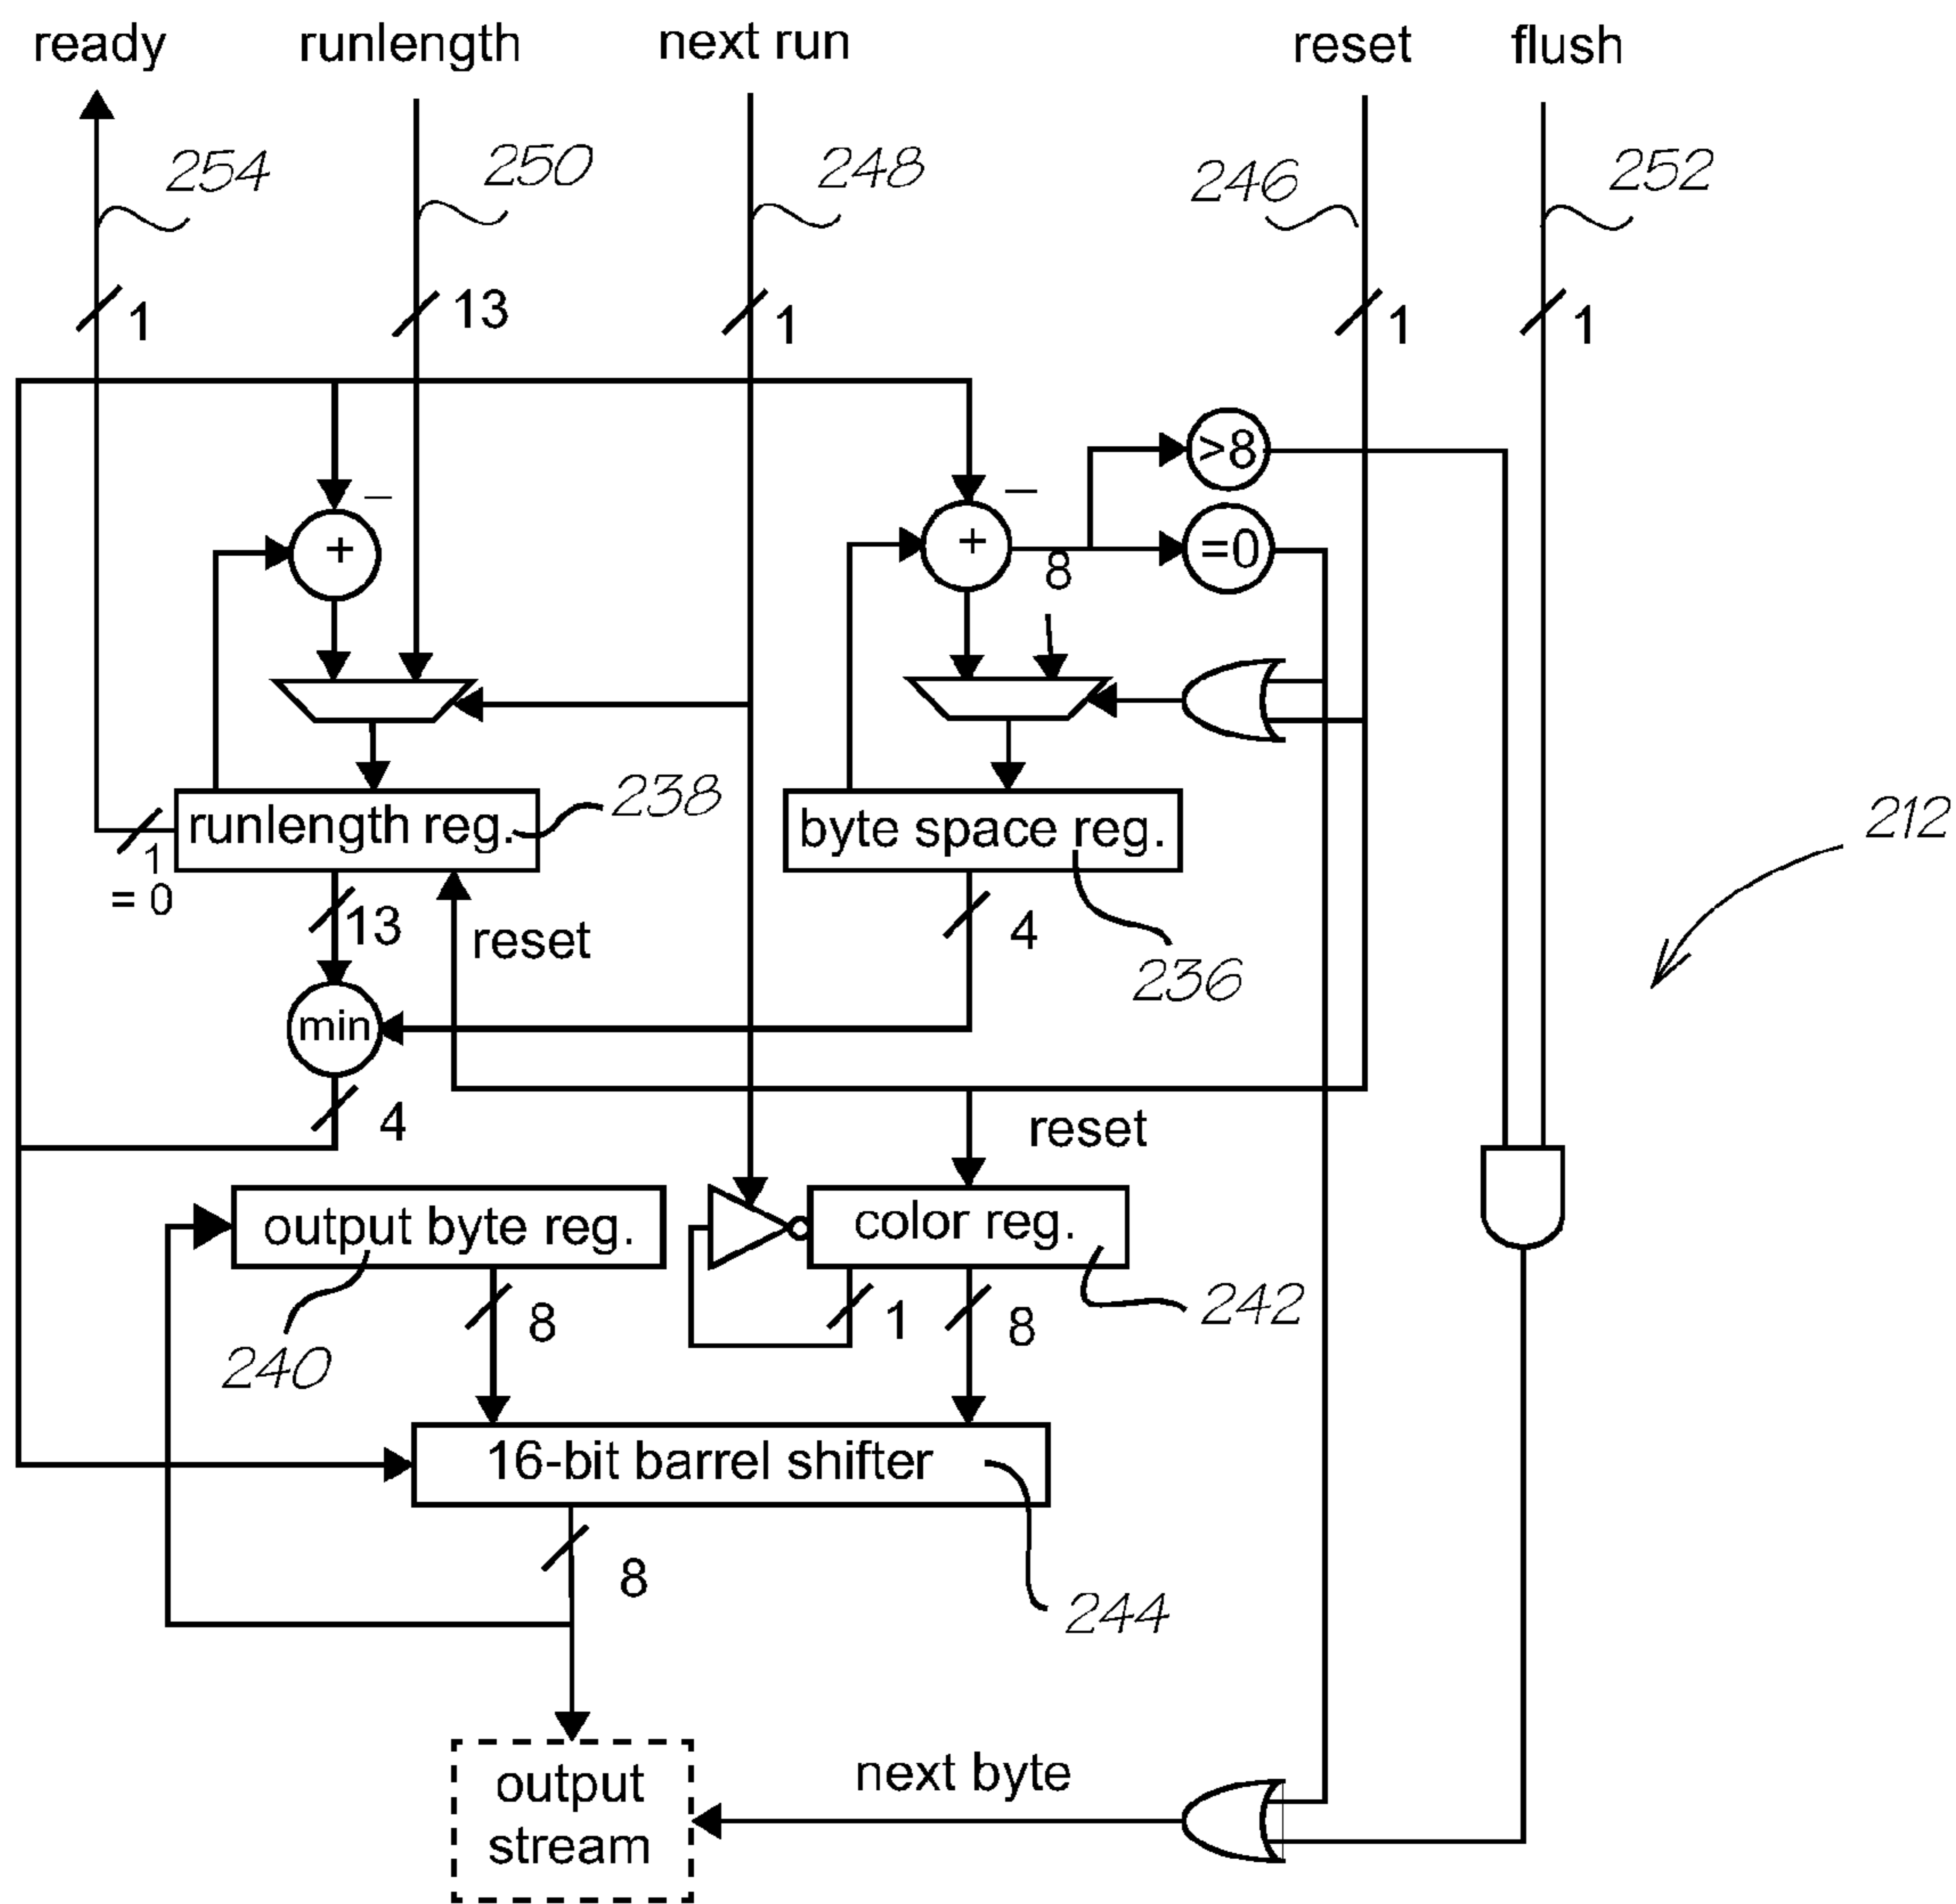 ready runlength next run reset flush
254 250 248 246 252
1 13 1 1 1
>8
– –
+ + =0
8
238
runlength reg. byte space reg. 212
1
= 0
13 reset 4
236
min
4 reset
output byte reg. color reg.
8 1 8 242
240
16-bit barrel shifter
8
244
next byte
output
stream